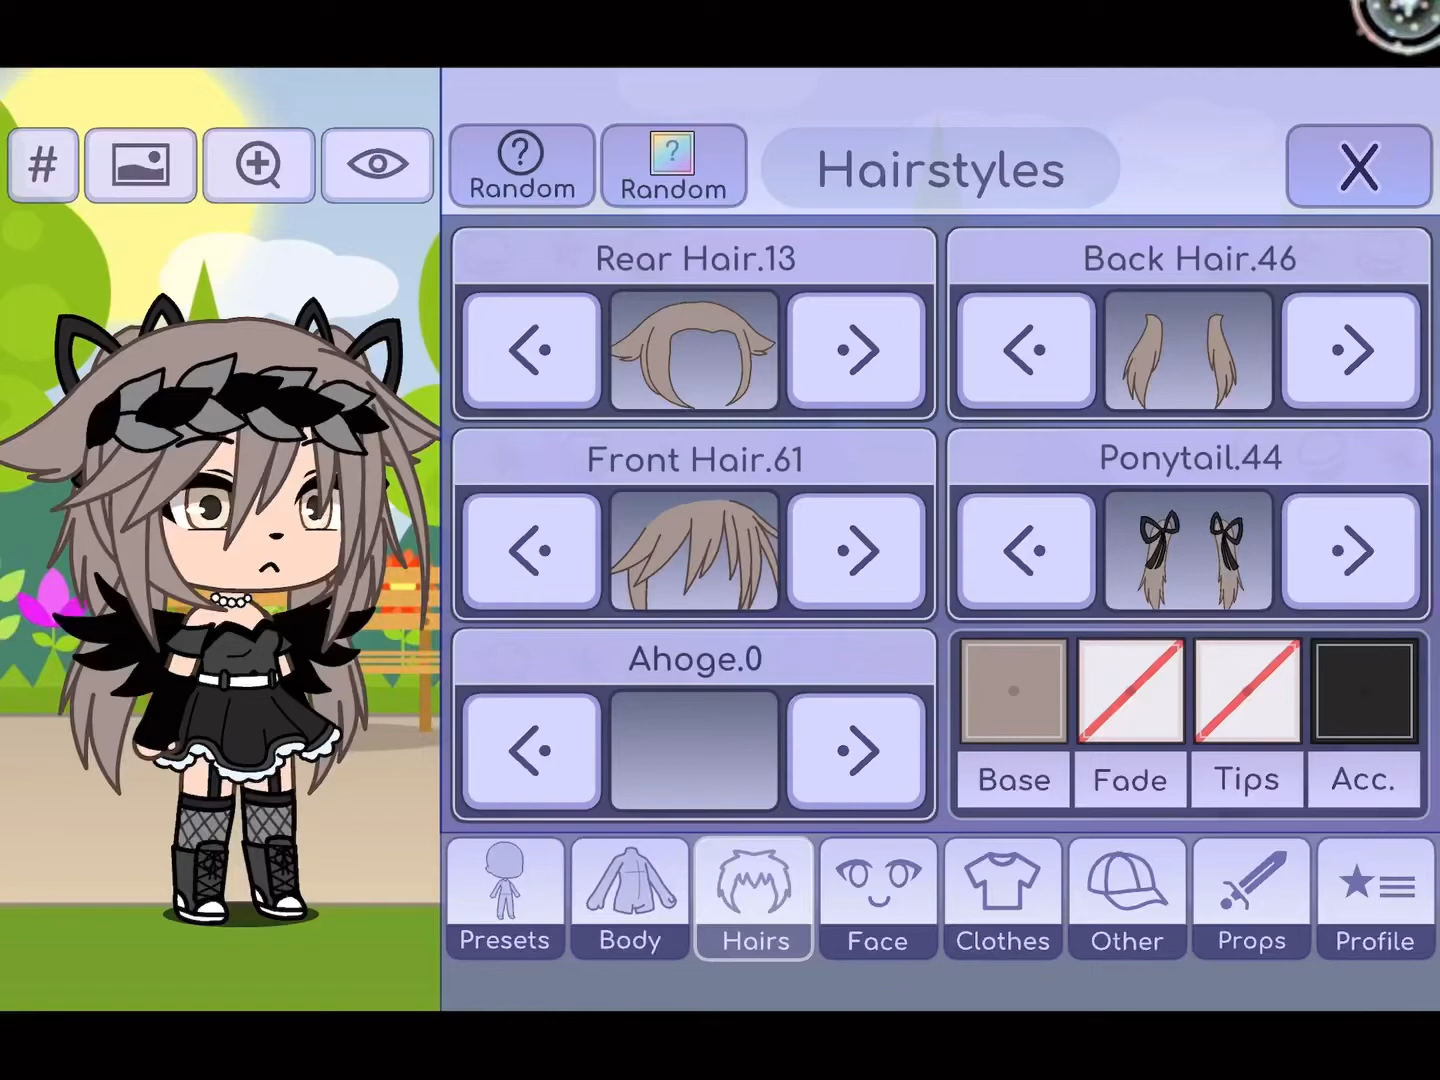 #
? Random
? Random
Hairstyles
X
Rear Hair.13
Back Hair.46
Front Hair.61
Ponytail.44
Ahoge.0
Base
Fade
Tips
Acc.
Presets
Body
Hairs
Face
Clothes
Other
Props
Profile